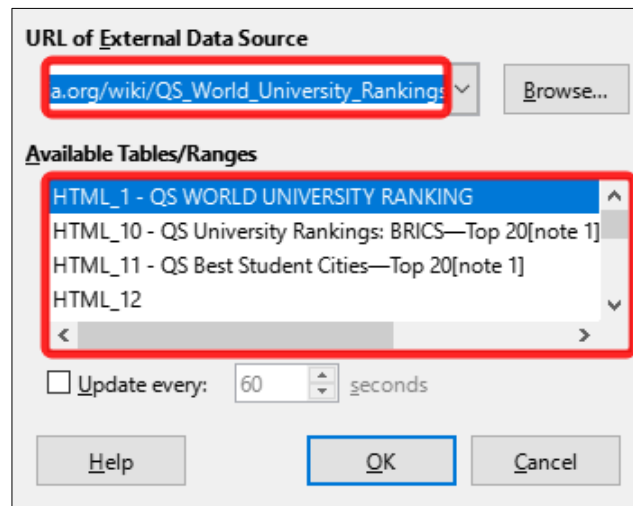 URL of External Data Source
a.org/wiki/QS_World_University_Rankings
Browse...
Available Tables/Ranges
HTML_1 - QS WORLD UNIVERSITY RANKING
HTML_10 - QS University Rankings: BRICS—Top 20[note 1]
HTML_11 - QS Best Student Cities—Top 20[note 1]
HTML_12
Update every: 60 seconds
Help OK Cancel